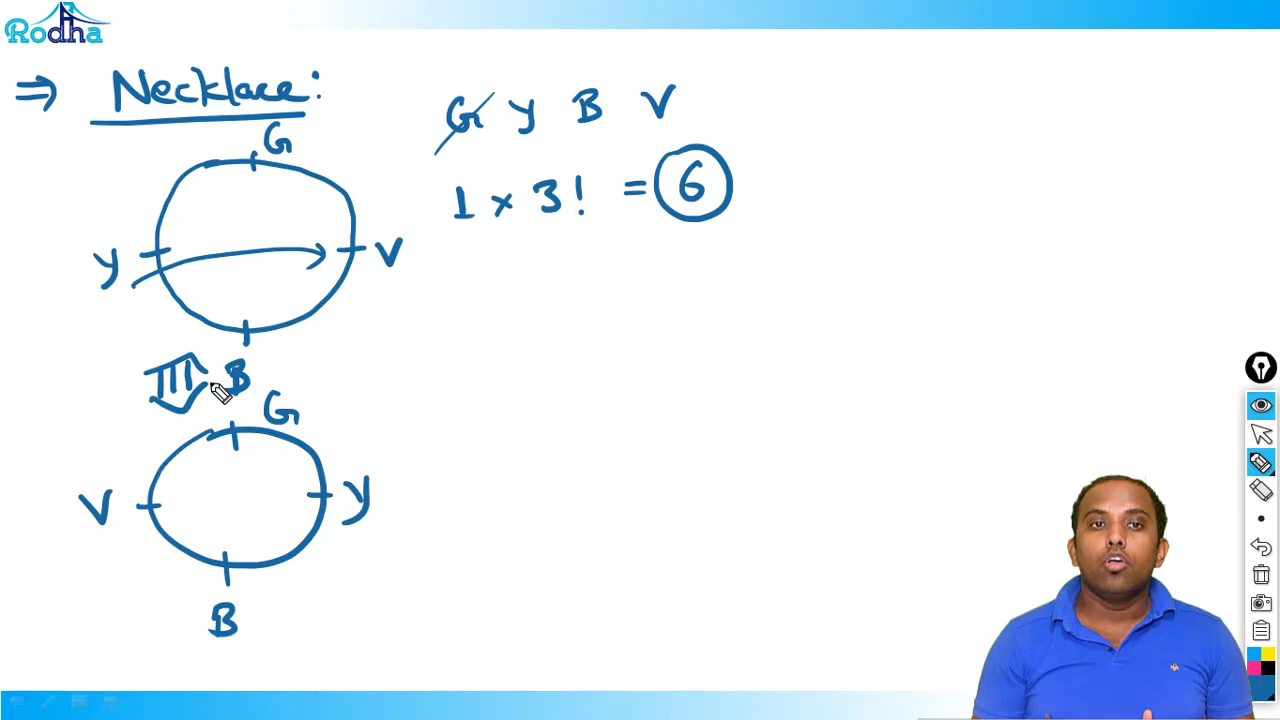 Rodha
⇒ Necklace:
G Y B V
1 × 3! = 6
G
Y V
B
G
V Y
B